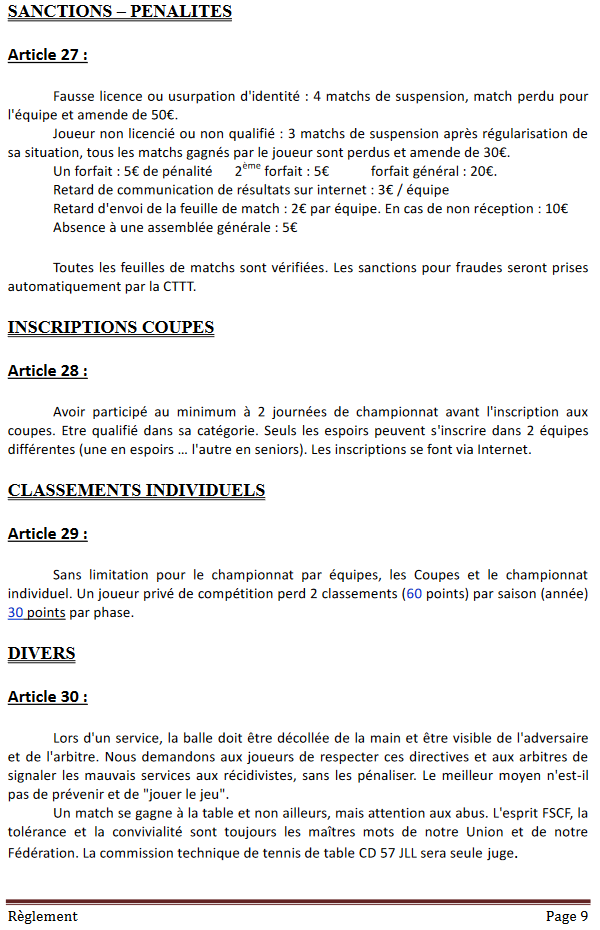 SANCTIONS – PENALITES
Article 27 :
Fausse licence ou usurpation d'identité : 4 matchs de suspension, match perdu pour
l'équipe et amende de 50€.
Joueur non licencié ou non qualifié : 3 matchs de suspension après régularisation de
sa situation, tous les matchs gagnés par le joueur sont perdus et amende de 30€.
Un forfait : 5€ de pénalité 2ème forfait : 5€ forfait général : 20€.
Retard de communication de résultats sur internet : 3€ / équipe
Retard d'envoi de la feuille de match : 2€ par équipe. En cas de non réception : 10€
Absence à une assemblée générale : 5€
Toutes les feuilles de matchs sont vérifiées. Les sanctions pour fraudes seront prises
automatiquement par la CTTT.
INSCRIPTIONS COUPES
Article 28 :
Avoir participé au minimum à 2 journées de championnat avant l'inscription aux
coupes. Etre qualifié dans sa catégorie. Seuls les espoirs peuvent s'inscrire dans 2 équipes
différentes (une en espoirs … l'autre en seniors). Les inscriptions se font via Internet.
CLASSEMENTS INDIVIDUELS
Article 29 :
Sans limitation pour le championnat par équipes, les Coupes et le championnat
individuel. Un joueur privé de compétition perd 2 classements (60 points) par saison (année)
30 points par phase.
DIVERS
Article 30 :
Lors d'un service, la balle doit être décollée de la main et être visible de l'adversaire
et de l'arbitre. Nous demandons aux joueurs de respecter ces directives et aux arbitres de
signaler les mauvais services aux récidivistes, sans les pénaliser. Le meilleur moyen n'est-il
pas de prévenir et de "jouer le jeu".
Un match se gagne à la table et non ailleurs, mais attention aux abus. L'esprit FSCF, la
tolérance et la convivialité sont toujours les maîtres mots de notre Union et de notre
Fédération. La commission technique de tennis de table CD 57 JLL sera seule juge.
Règlement Page 9